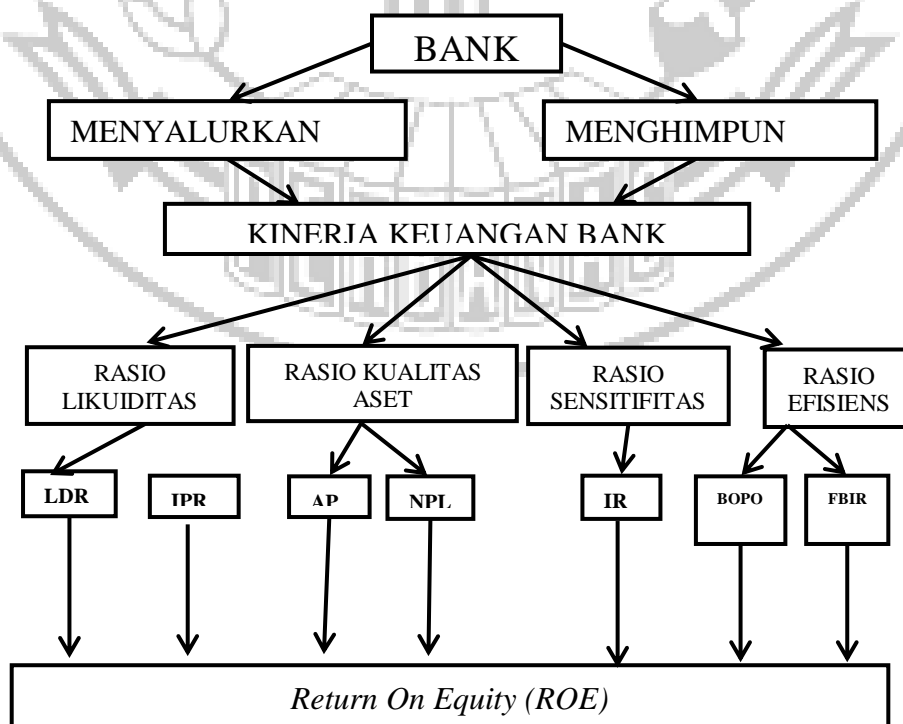 BANK
MENYALURKAN
MENGHIMPUN
KINERJA KEUANGAN BANK
RASIO
LIKUIDITAS
RASIO KUALITAS
ASET
RASIO
SENSITIFITAS
RASIO
EFISIENS
LDR
IPR
AP
NPL
IR
BOPO
FBIR
Return On Equity (ROE)